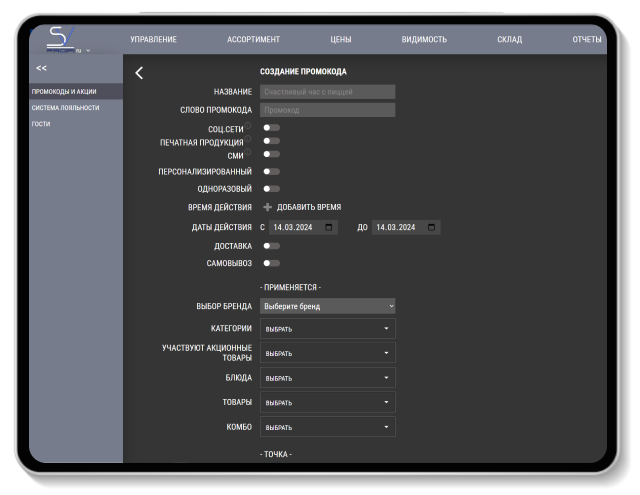 SV
.ru
УПРАВЛЕНИЕ АССОРТИМЕНТ ЦЕНЫ ВИДИМОСТЬ СКЛАД ОТЧЕТЫ
<<
ПРОМОКОДЫ И АКЦИИ
СИСТЕМА ЛОЯЛЬНОСТИ
ГОСТИ
СОЗДАНИЕ ПРОМОКОДА
НАЗВАНИЕ Счастливый час с пиццей
СЛОВО ПРОМОКОДА Промокод
СОЦ.СЕТИ
ПЕЧАТНАЯ ПРОДУКЦИЯ
СМИ
ПЕРСОНАЛИЗИРОВАННЫЙ
ОДНОРАЗОВЫЙ
ВРЕМЯ ДЕЙСТВИЯ + ДОБАВИТЬ ВРЕМЯ
ДАТЫ ДЕЙСТВИЯ С 14.03.2024 ДО 14.03.2024
ДОСТАВКА
САМОВЫВОЗ
- ПРИМЕНЯЕТСЯ -
ВЫБОР БРЕНДА Выберите бренд
КАТЕГОРИИ ВЫБРАТЬ
УЧАСТВУЮТ АКЦИОННЫЕ
ТОВАРЫ ВЫБРАТЬ
БЛЮДА ВЫБРАТЬ
ТОВАРЫ ВЫБРАТЬ
КОМБО ВЫБРАТЬ
- ТОЧКА -